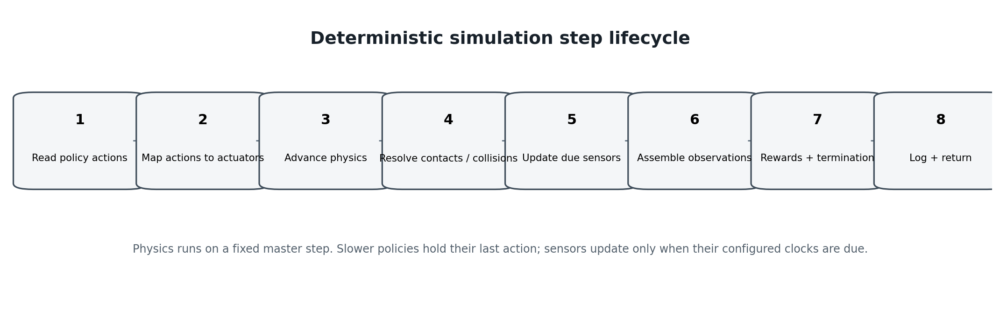 Deterministic simulation step lifecycle
1
2
3
4
5
6
7
8
Read policy actions
Map actions to actuators
Advance physics
Resolve contacts / collisions
Update due sensors
Assemble observations
Rewards + termination
Log + return
Physics runs on a fixed master step. Slower policies hold their last action; sensors update only when their configured clocks are due.